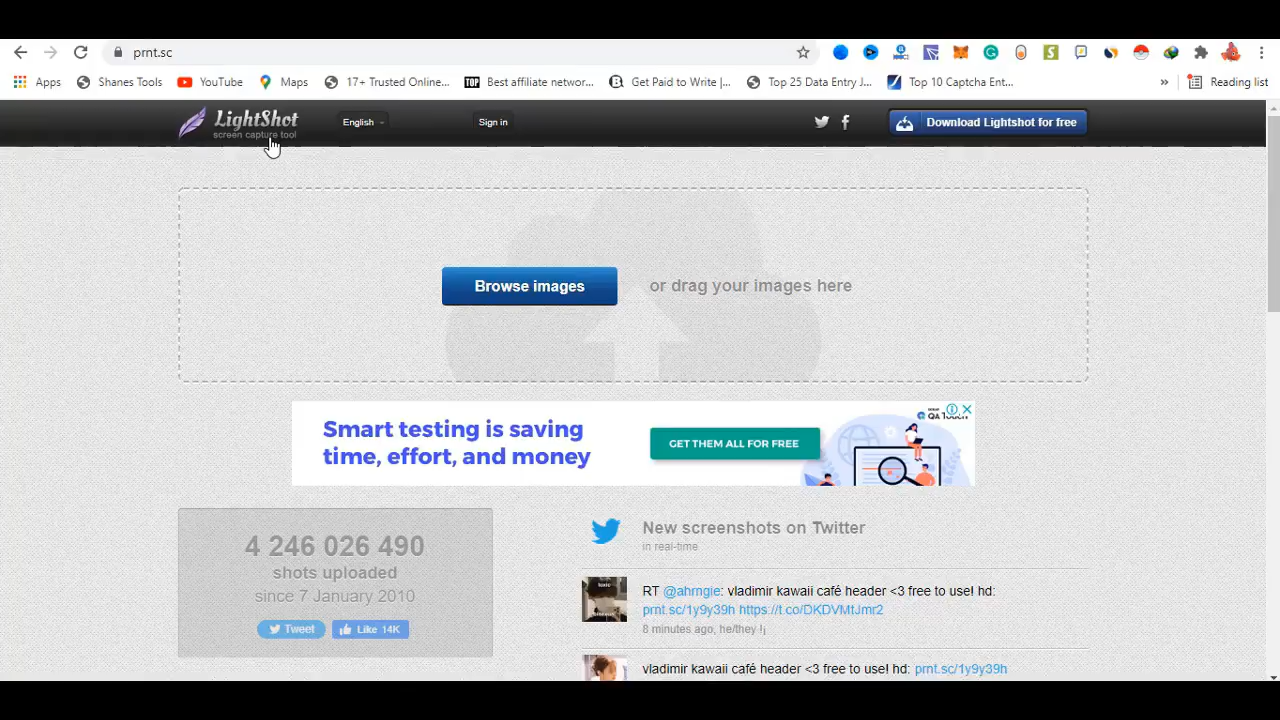 prnt.sc
Apps
Shanes Tools
YouTube
Maps
17+ Trusted Online...
TOP
Best affiliate networ...
Get Paid to Write |...
Top 25 Data Entry J...
Top 10 Captcha Ent...
»
Reading list
LightShot
screen capture tool
English
Sign in
Download Lightshot for free
Browse images
or drag your images here
Smart testing is saving
time, effort, and money
GET THEM ALL FOR FREE
4 246 026 490
shots uploaded
since 7 January 2010
Tweet
Like 14K
New screenshots on Twitter
in real-time
RT @ahrngie: vladimir kawaii café header <3 free to use! hd:
prnt.sc/1y9y39h https://t.co/DKDVMtJmr2
8 minutes ago, he/they !¡
vladimir kawaii café header <3 free to use! hd: prnt.sc/1y9y39h